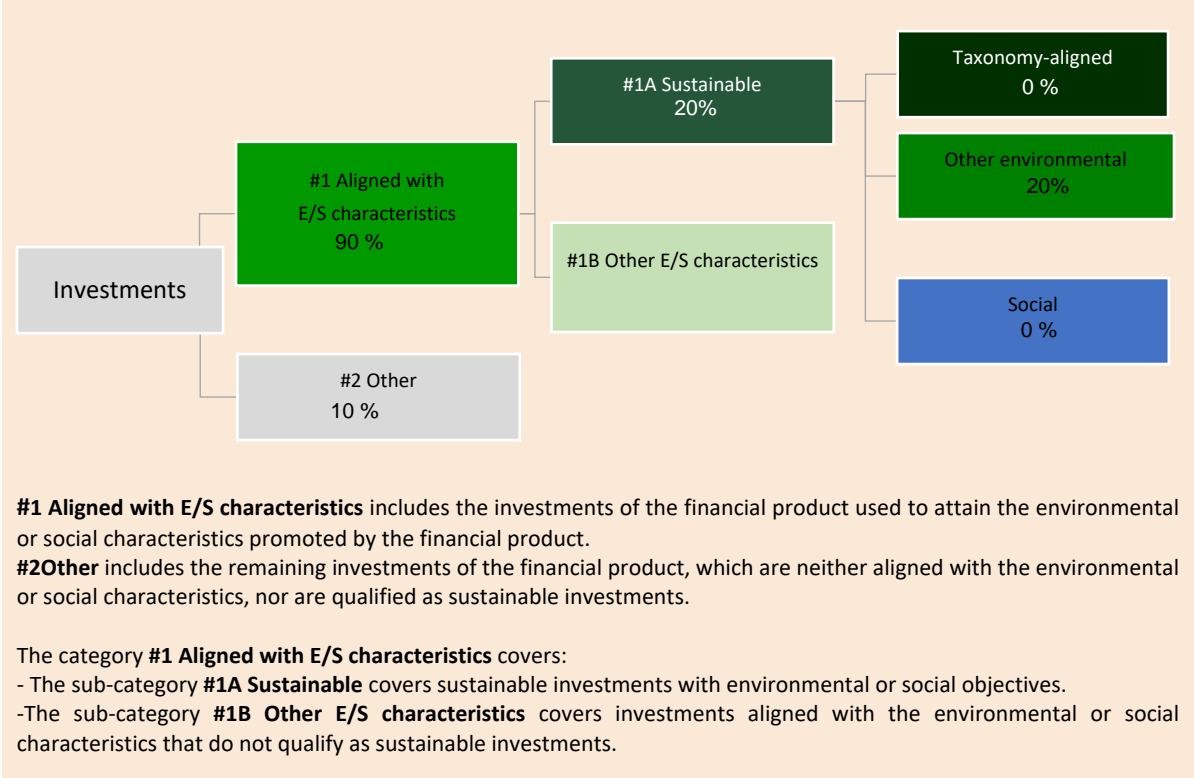 Taxonomy-aligned
0 %
#1A Sustainable
20%
Other environmental
20%
#1 Aligned with
E/S characteristics
90 %
#1B Other E/S characteristics
Investments
Social
0 %
#2 Other
10 %
#1 Aligned with E/S characteristics includes the investments of the financial product used to attain the environmental
or social characteristics promoted by the financial product.
#2Other includes the remaining investments of the financial product, which are neither aligned with the environmental
or social characteristics, nor are qualified as sustainable investments.
The category #1 Aligned with E/S characteristics covers:
- The sub-category #1A Sustainable covers sustainable investments with environmental or social objectives.
-The sub-category #1B Other E/S characteristics covers investments aligned with the environmental or social
characteristics that do not qualify as sustainable investments.